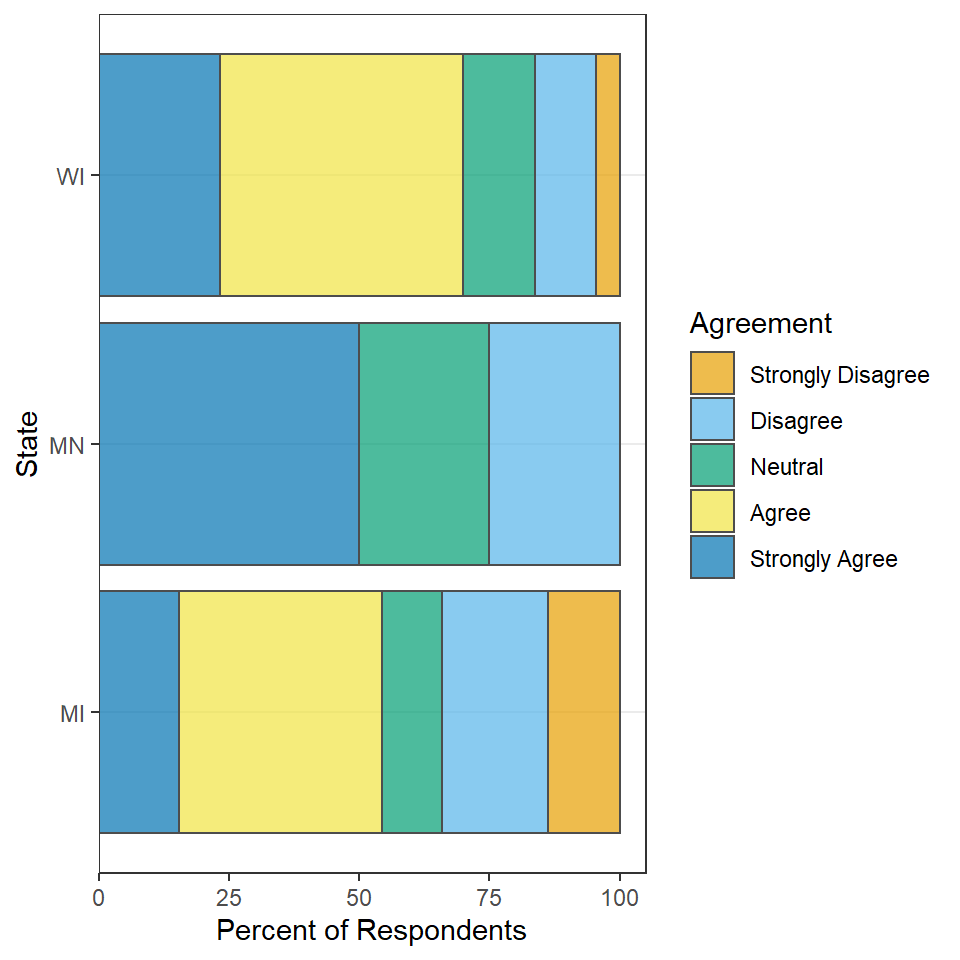 WI
MN
MI
State
0 25 50 75 100
Percent of Respondents
Agreement
Strongly Disagree
Disagree
Neutral
Agree
Strongly Agree